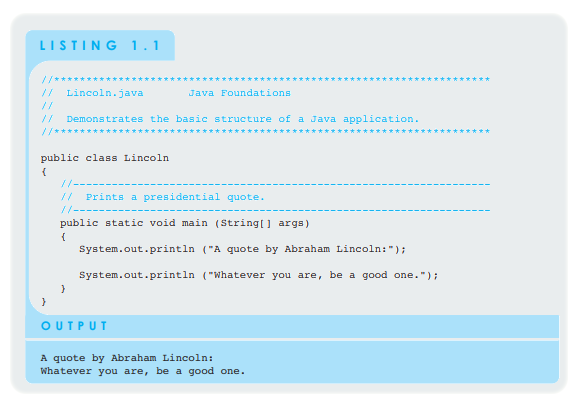 LISTING 1.1
//********************************************************************
//  Lincoln.java       Java Foundations
//
//  Demonstrates the basic structure of a Java application.
//********************************************************************
public class Lincoln
{
   //-----------------------------------------------------------------
   //  Prints a presidential quote.
   //-----------------------------------------------------------------
   public static void main (String[] args)
   {
      System.out.println ("A quote by Abraham Lincoln:");
      System.out.println ("Whatever you are, be a good one.");
   }
}
OUTPUT
A quote by Abraham Lincoln:
Whatever you are, be a good one.